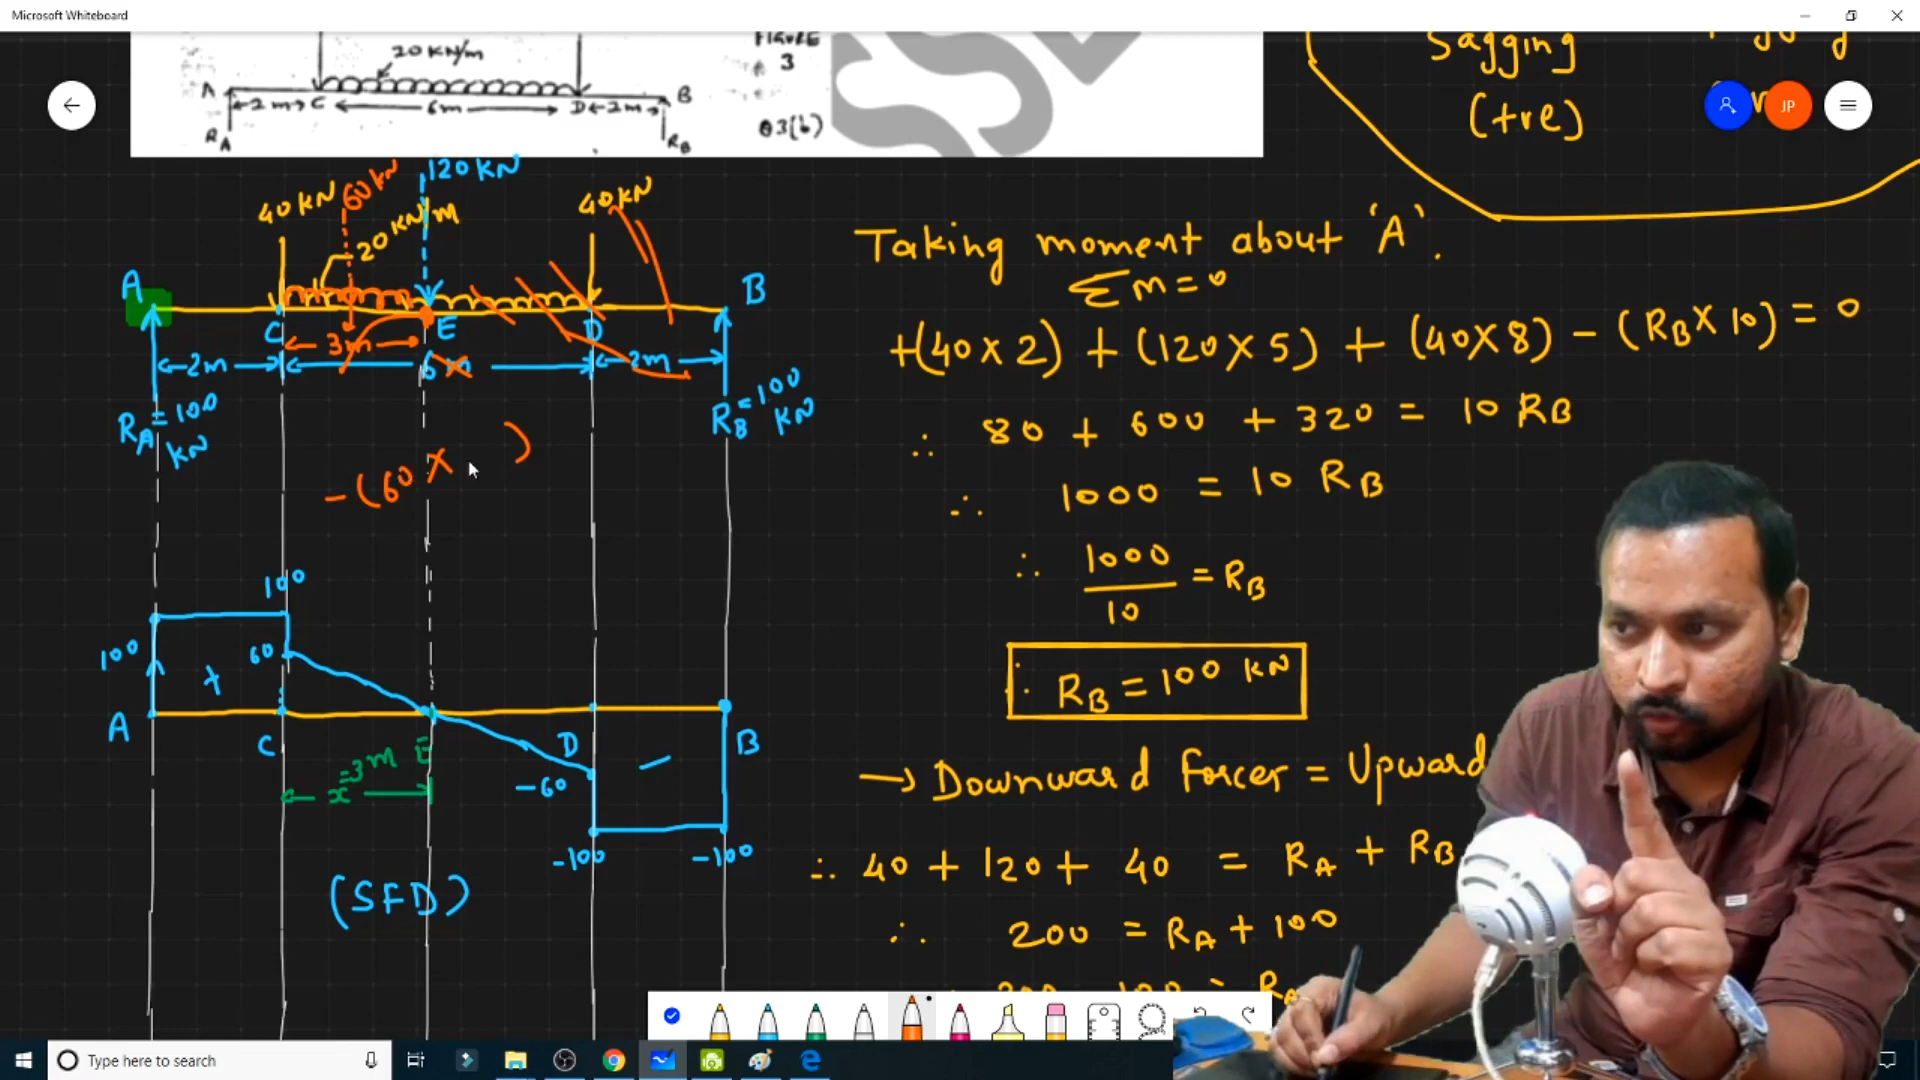 Microsoft Whiteboard
20 KN/m
FIGURE
3
A 2 m C 6m D 2m B
RA RB
Q3(b)
Sagging
(+ve)
JP
40 KN 60 KN 120 KN 40 KN
20 KN/m
A C E D B
3m
2m 6m 2m
RA = 100 KN
RB = 100 KN
-(60 X )
100
100 60
+
A C E D B
x = 3m
-60
-
-100 -100
(SFD)
Taking moment about 'A'.
Σm = 0
+(40 X 2) + (120 X 5) + (40 X 8) - (RB X 10) = 0
∴ 80 + 600 + 320 = 10 RB
∴ 1000 = 10 RB
∴ 1000/10 = RB
∴ RB = 100 KN
→ Downward forces = Upward
∴ 40 + 120 + 40 = RA + RB
∴ 200 = RA + 100
Type here to search